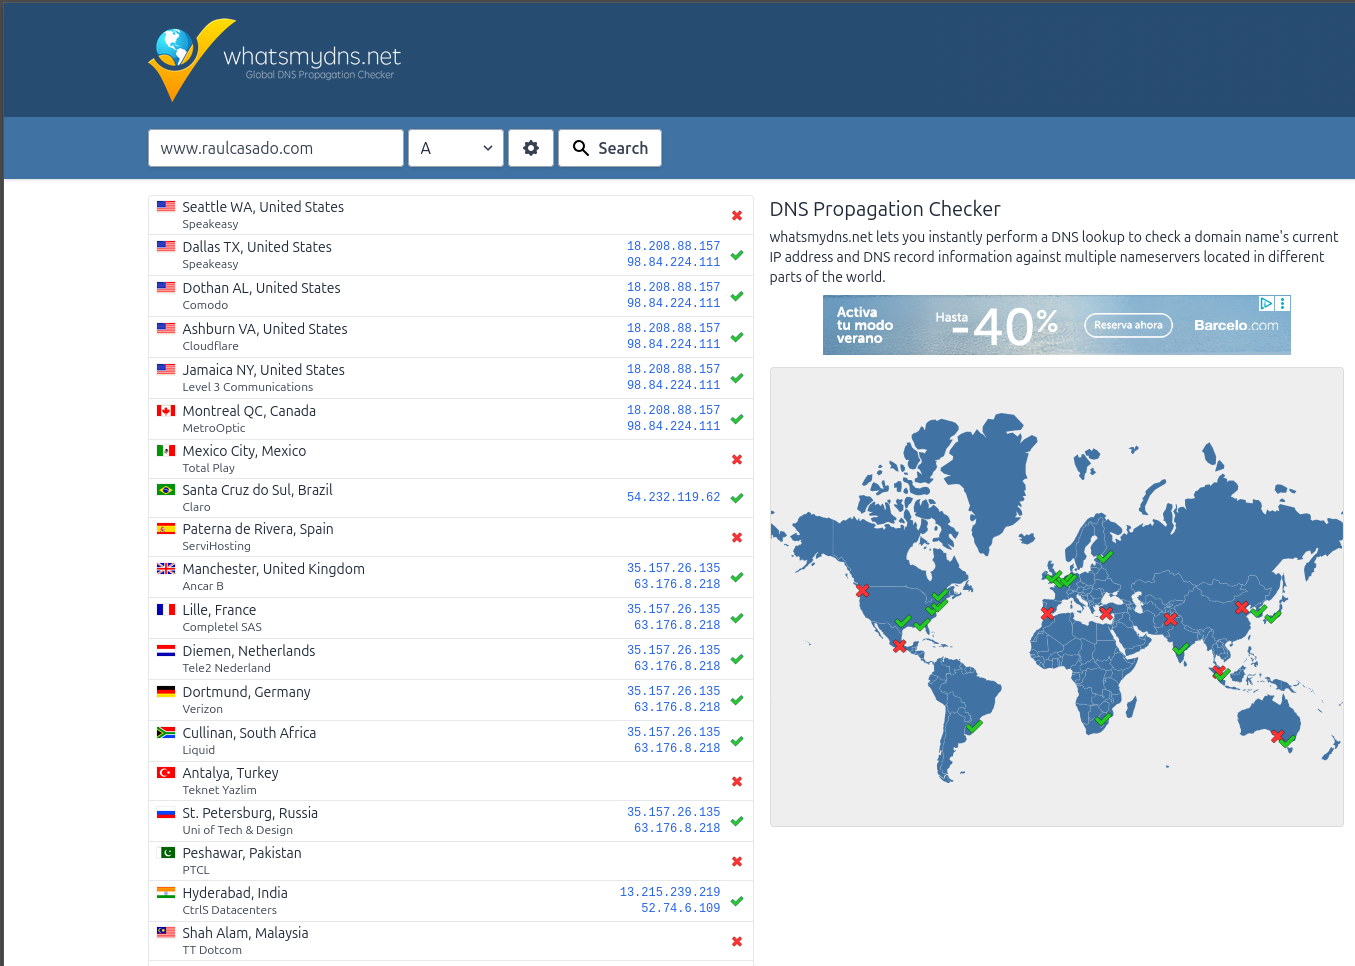 whatsmydns.net
Global DNS Propagation Checker
www.raulcasado.com
A
Search
Seattle WA, United States
Speakeasy
Dallas TX, United States
Speakeasy
18.208.88.157
98.84.224.111
Dothan AL, United States
Comodo
18.208.88.157
98.84.224.111
Ashburn VA, United States
Cloudflare
18.208.88.157
98.84.224.111
Jamaica NY, United States
Level 3 Communications
18.208.88.157
98.84.224.111
Montreal QC, Canada
MetroOptic
18.208.88.157
98.84.224.111
Mexico City, Mexico
Total Play
Santa Cruz do Sul, Brazil
Claro
54.232.119.62
Paterna de Rivera, Spain
ServiHosting
Manchester, United Kingdom
Ancar B
35.157.26.135
63.176.8.218
Lille, France
Completel SAS
35.157.26.135
63.176.8.218
Diemen, Netherlands
Tele2 Nederland
35.157.26.135
63.176.8.218
Dortmund, Germany
Verizon
35.157.26.135
63.176.8.218
Cullinan, South Africa
Liquid
35.157.26.135
63.176.8.218
Antalya, Turkey
Teknet Yazlim
St. Petersburg, Russia
Uni of Tech & Design
35.157.26.135
63.176.8.218
Peshawar, Pakistan
PTCL
Hyderabad, India
CtrlS Datacenters
13.215.239.219
52.74.6.109
Shah Alam, Malaysia
TT Dotcom
DNS Propagation Checker
whatsmydns.net lets you instantly perform a DNS lookup to check a domain name's current
IP address and DNS record information against multiple nameservers located in different
parts of the world.
Activa
tu modo
verano
Hasta
-40%
Reserva ahora
Barcelo.com